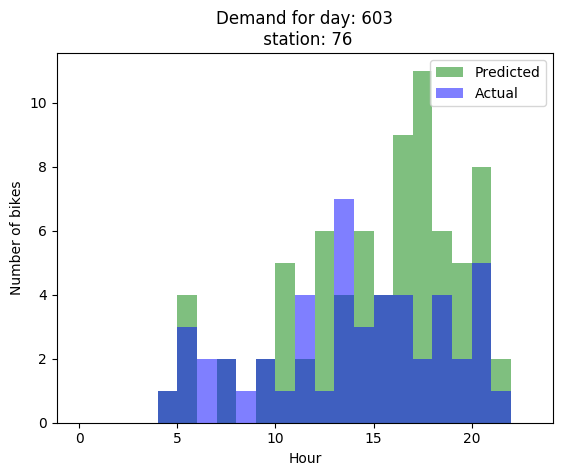 Demand for day: 603
station: 76
Predicted
Actual
Number of bikes
10
8
6
4
2
0
0 5 10 15 20
Hour